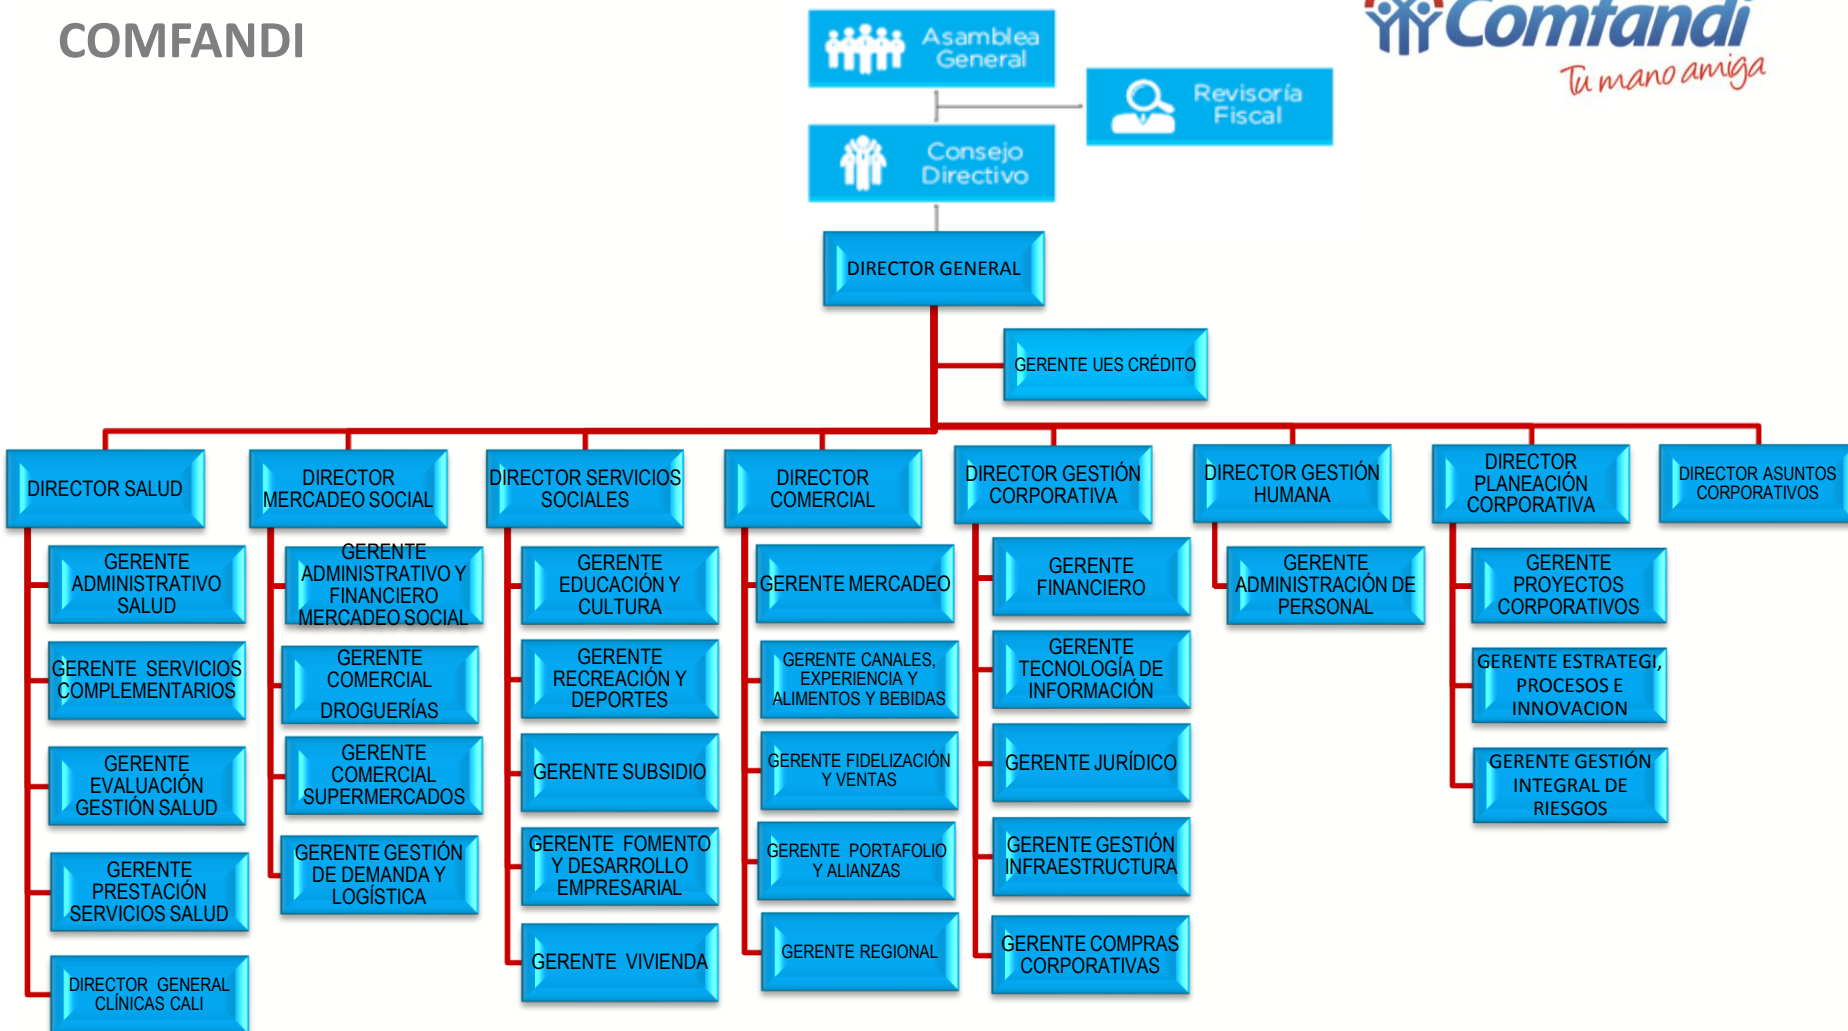 COMFANDI
Comfandi
Tu mano amiga
Asamblea
General
Revisoría
Fiscal
Consejo
Directivo
DIRECTOR GENERAL
GERENTE UES CRÉDITO
DIRECTOR SALUD
GERENTE
ADMINISTRATIVO
SALUD
GERENTE SERVICIOS
COMPLEMENTARIOS
GERENTE
EVALUACIÓN
GESTIÓN SALUD
GERENTE
PRESTACIÓN
SERVICIOS SALUD
DIRECTOR GENERAL
CLÍNICAS CALI
DIRECTOR
MERCADEO SOCIAL
GERENTE
ADMINISTRATIVO Y
FINANCIERO
MERCADEO SOCIAL
GERENTE
COMERCIAL
DROGUERÍAS
GERENTE
COMERCIAL
SUPERMERCADOS
GERENTE GESTIÓN
DE DEMANDA Y
LOGÍSTICA
DIRECTOR SERVICIOS
SOCIALES
GERENTE
EDUCACIÓN Y
CULTURA
GERENTE
RECREACIÓN Y
DEPORTES
GERENTE SUBSIDIO
GERENTE FOMENTO
Y DESARROLLO
EMPRESARIAL
GERENTE VIVIENDA
DIRECTOR
COMERCIAL
GERENTE MERCADEO
GERENTE CANALES,
EXPERIENCIA Y
ALIMENTOS Y BEBIDAS
GERENTE FIDELIZACIÓN
Y VENTAS
GERENTE PORTAFOLIO
Y ALIANZAS
GERENTE REGIONAL
DIRECTOR GESTIÓN
CORPORATIVA
GERENTE
FINANCIERO
GERENTE
TECNOLOGÍA DE
INFORMACIÓN
GERENTE JURÍDICO
GERENTE GESTIÓN
INFRAESTRUCTURA
GERENTE COMPRAS
CORPORATIVAS
DIRECTOR GESTIÓN
HUMANA
GERENTE
ADMINISTRACIÓN DE
PERSONAL
DIRECTOR
PLANEACIÓN
CORPORATIVA
GERENTE
PROYECTOS
CORPORATIVOS
GERENTE ESTRATEGI,
PROCESOS E
INNOVACION
GERENTE GESTIÓN
INTEGRAL DE
RIESGOS
DIRECTOR ASUNTOS
CORPORATIVOS